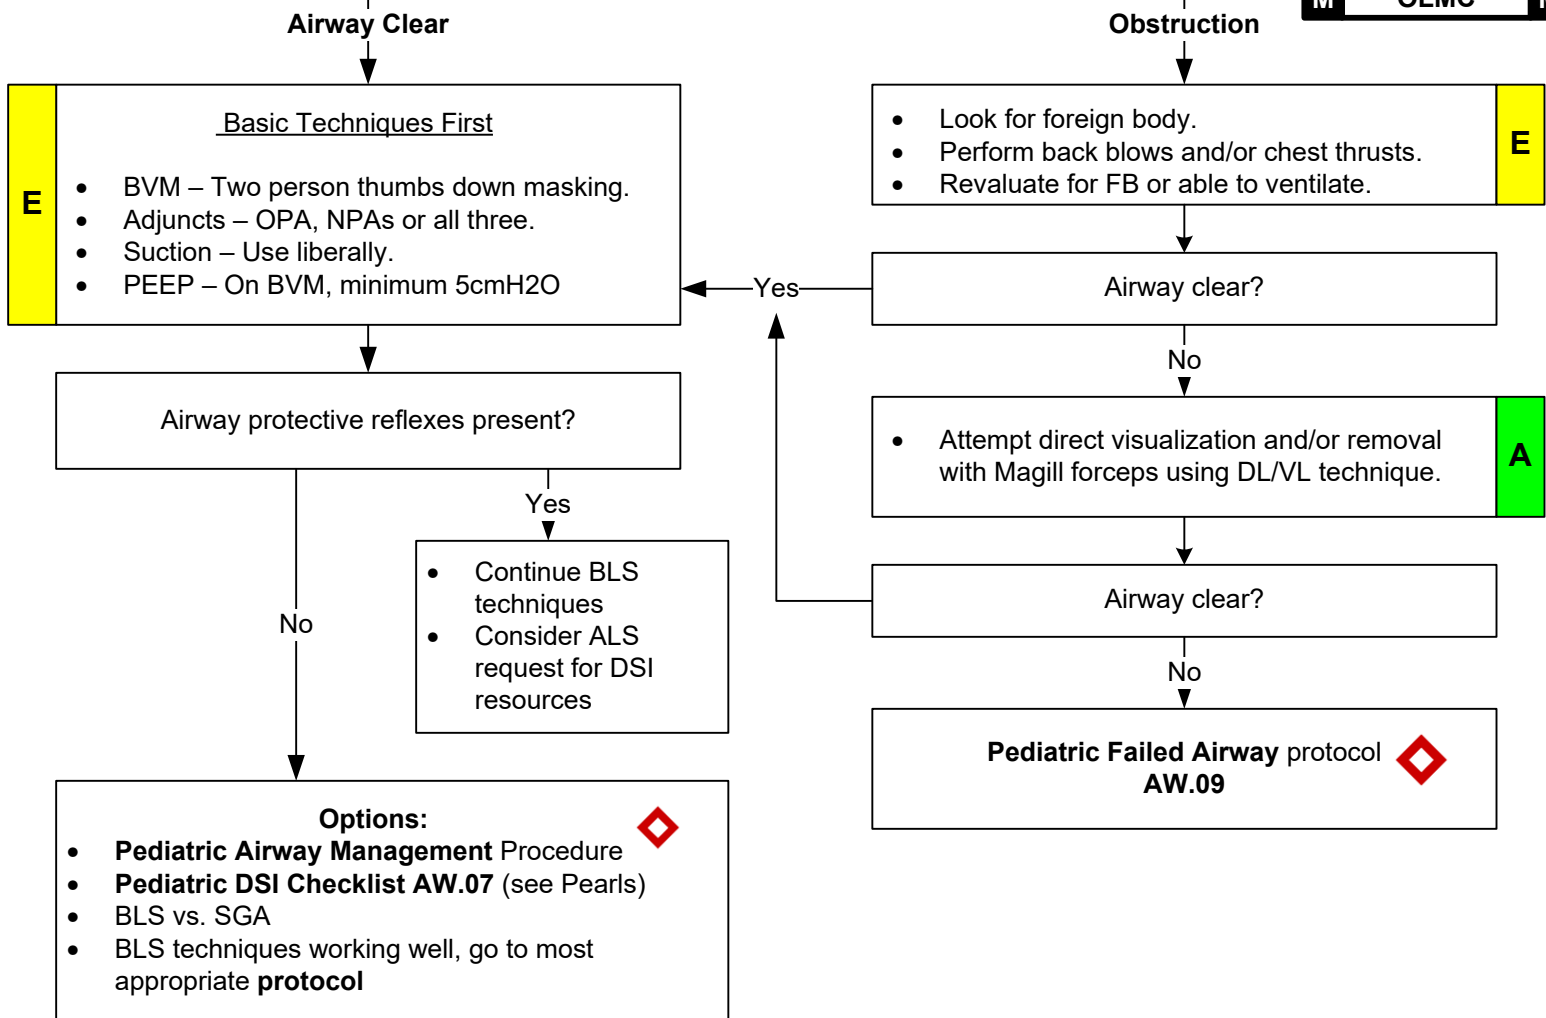 M OLMC
Airway Clear
E
Basic Techniques First
• BVM – Two person thumbs down masking.
• Adjuncts – OPA, NPAs or all three.
• Suction – Use liberally.
• PEEP – On BVM, minimum 5cmH2O
Airway protective reflexes present?
Yes
• Continue BLS
techniques
• Consider ALS
request for DSI
resources
No
Options:
• Pediatric Airway Management Procedure
• Pediatric DSI Checklist AW.07 (see Pearls)
• BLS vs. SGA
• BLS techniques working well, go to most
appropriate protocol
Obstruction
• Look for foreign body.
• Perform back blows and/or chest thrusts.
• Revaluate for FB or able to ventilate.
E
Airway clear?
Yes
No
• Attempt direct visualization and/or removal
with Magill forceps using DL/VL technique.
A
Airway clear?
No
Pediatric Failed Airway protocol
AW.09